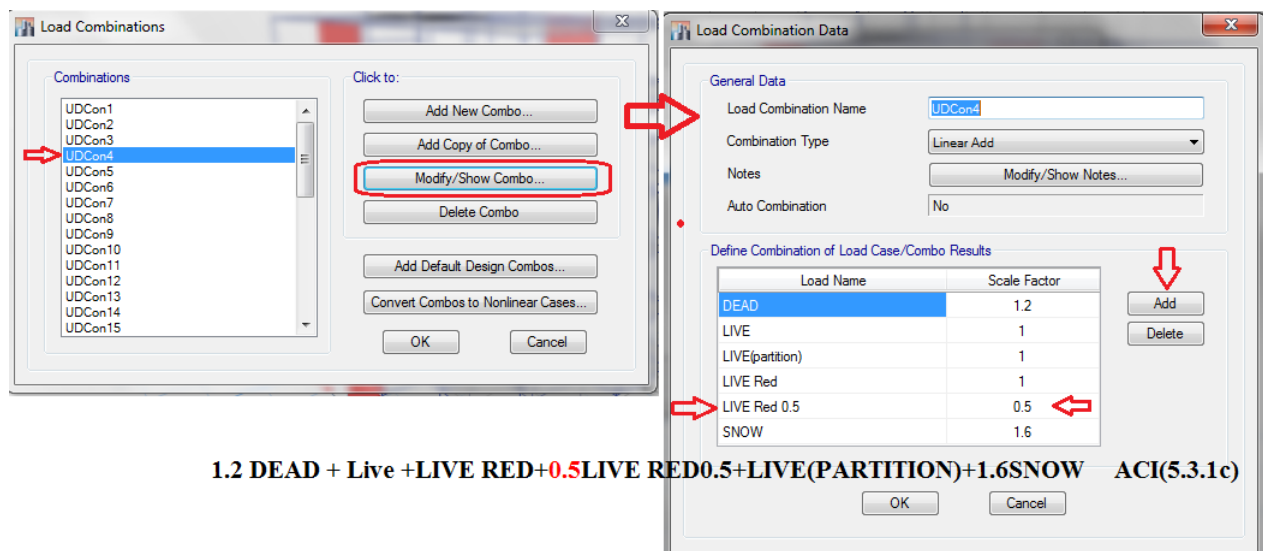 Load Combinations
Combinations
UDCon1
UDCon2
UDCon3
UDCon4
UDCon5
UDCon6
UDCon7
UDCon8
UDCon9
UDCon10
UDCon11
UDCon12
UDCon13
UDCon14
UDCon15
Click to:
Add New Combo...
Add Copy of Combo...
Modify/Show Combo...
Delete Combo
Add Default Design Combos...
Convert Combos to Nonlinear Cases...
OK Cancel
Load Combination Data
General Data
Load Combination Name UDCon4
Combination Type Linear Add
Notes Modify/Show Notes...
Auto Combination No
Define Combination of Load Case/Combo Results
Load Name Scale Factor
DEAD 1.2 Add
LIVE 1 Delete
LIVE(partition) 1
LIVE Red 1
LIVE Red 0.5 0.5
SNOW 1.6
1.2 DEAD + Live +LIVE RED+0.5LIVE RED0.5+LIVE(PARTITION)+1.6SNOW ACI(5.3.1c)
OK Cancel